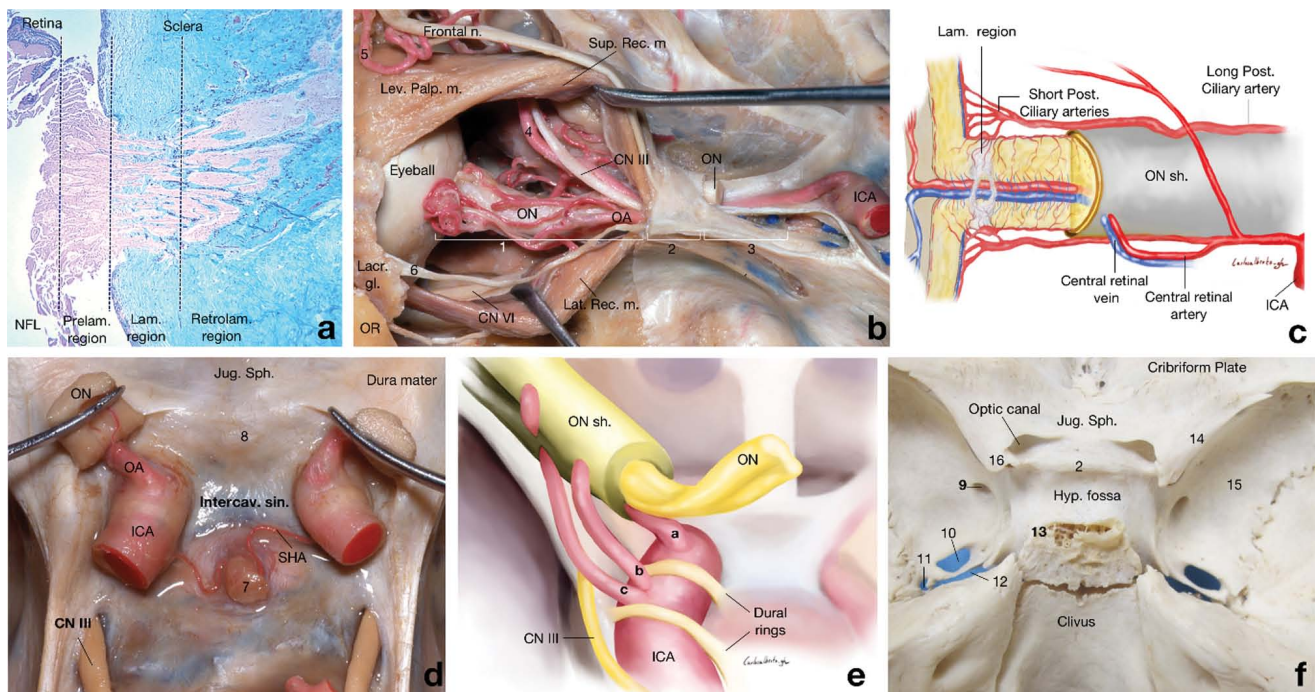 Retina
Sclera
NFL
Prelam.
region
Lam.
region
Retrolam.
region
a
Frontal n.
5
Sup. Rec. m
Lev. Palp. m.
4
CN III
ON
Eyeball
ON
OA
ICA
1
2
3
Lacr.
gl.
6
CN VI
Lat. Rec. m.
OR
b
Lam. region
Short Post.
Ciliary arteries
Long Post.
Ciliary artery
ON sh.
Central retinal
vein
Central retinal
artery
ICA
c
Jug. Sph.
ON
Dura mater
8
OA
Intercav. sin.
ICA
SHA
7
CN III
d
ON sh.
ON
a
b
c
Dural
rings
CN III
ICA
e
Cribriform Plate
Optic canal
Jug. Sph.
14
16
2
9
Hyp. fossa
15
13
10
11
12
Clivus
f